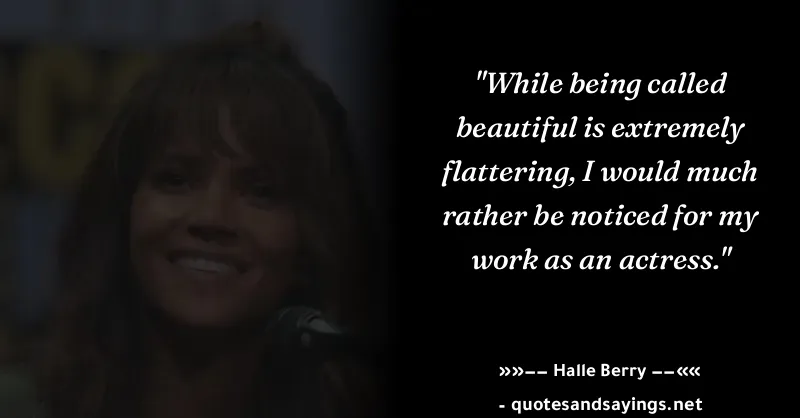 "While being called
beautiful is extremely
flattering, I would much
rather be noticed for my
work as an actress."
»»—— Halle Berry ——««
- quotesandsayings.net